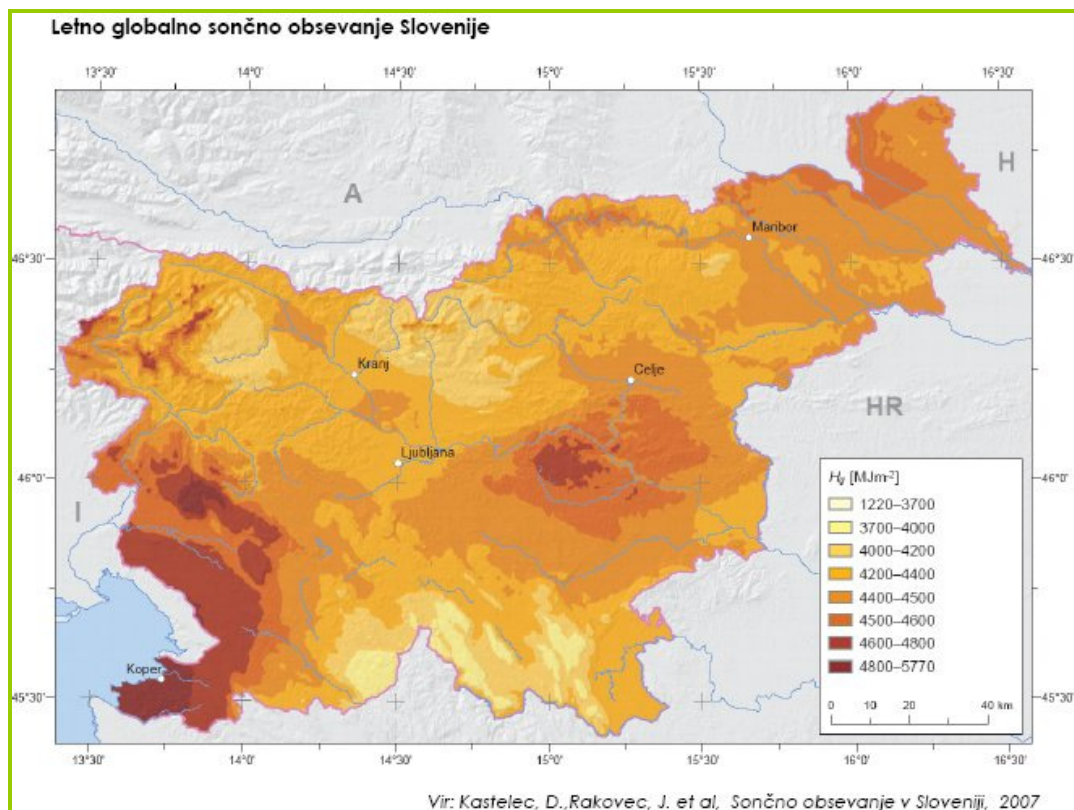 Letno globalno sončno obsevanje Slovenije
13°30' 14°0' 14°30' 15°0' 15°30' 16°0' 16°30'
A
H
Maribor
46°30' 46°30'
Kranj
Celje
HR
Ljubljana
46°0' 46°0'
I
Hg [MJm-2]
1220–3700
3700–4000
4000–4200
4200–4400
4400–4500
4500–4600
4600–4800
4800–5770
Koper
45°30' 45°30'
0 10 20 40 km
13°30' 14°0' 14°30' 15°0' 15°30' 16°0' 16°30'
Vir: Kastelec, D.,Rakovec, J. et al, Sončno obsevanje v Sloveniji, 2007